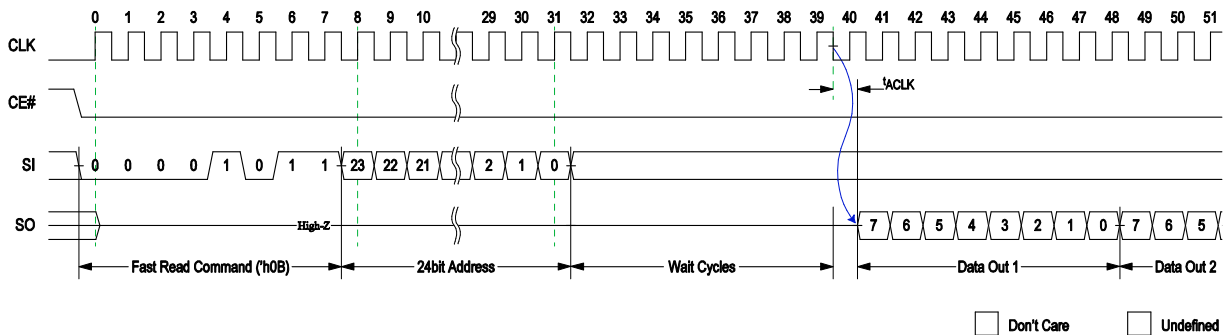 0 1 2 3 4 5 6 7 8 9 10 29 30 31 32 33 34 35 36 37 38 39 40 41 42 43 44 45 46 47 48 49 50 51
CLK
tACLK
CE#
SI 0 0 0 0 1 0 1 1 23 22 21 2 1 0
SO High-Z 7 6 5 4 3 2 1 0 7 6 5
Fast Read Command ('h0B) 24bit Address Wait Cycles Data Out 1 Data Out 2
Don't Care Undefined